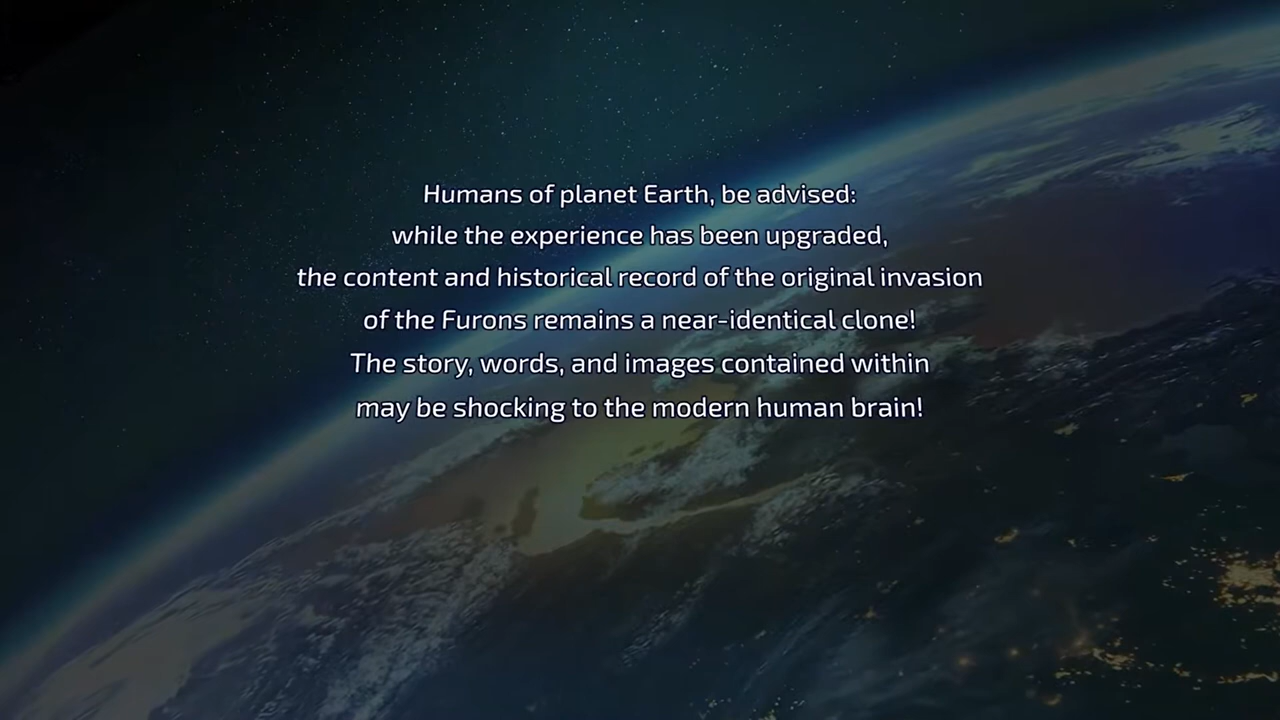 Humans of planet Earth, be advised:
while the experience has been upgraded,
the content and historical record of the original invasion
of the Furons remains a near-identical clone!
The story, words, and images contained within
may be shocking to the modern human brain!